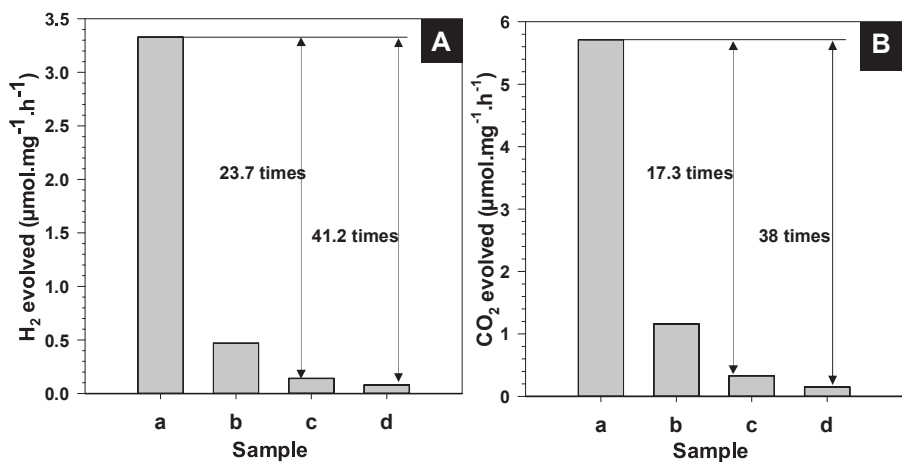 A
H₂ evolved (µmol.mg⁻¹.h⁻¹)
3.5
3.0
2.5
2.0
1.5
1.0
0.5
0.0
23.7 times
41.2 times
a b c d
Sample
B
CO₂ evolved (µmol.mg⁻¹.h⁻¹)
6
5
4
3
2
1
0
17.3 times
38 times
a b c d
Sample